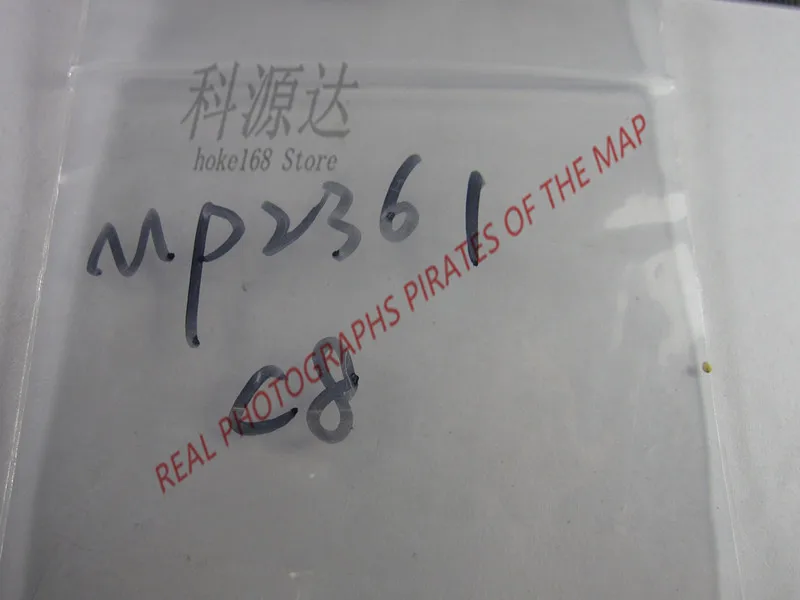 科源达
hoke168 Store
MP2361
C8
REAL PHOTOGRAPHS PIRATES OF THE MAP